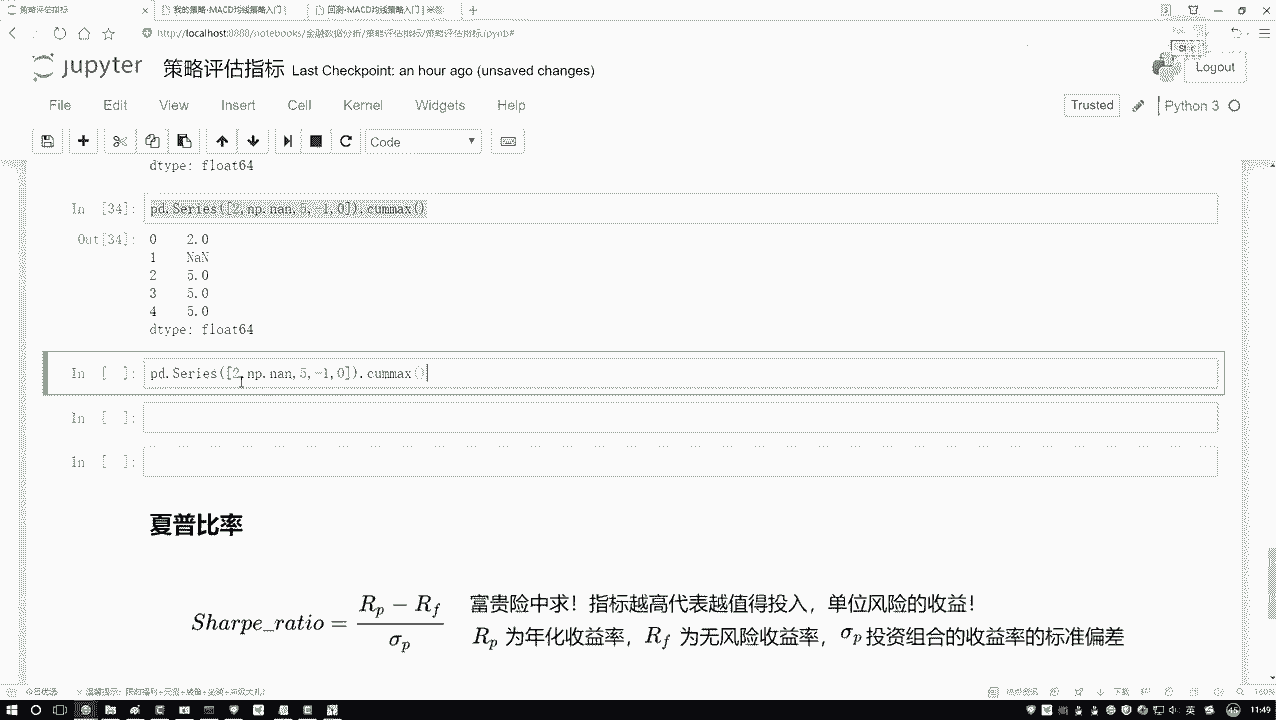 策略评估指标
我的策略-MACD均线策略入门
回测-MACD均线策略入门
http://localhost:8888/notebooks/金融数据分析/策略评估指标/策略评估指标.ipynb#
jupyter 策略评估指标 Last Checkpoint: an hour ago (unsaved changes)
Logout
File Edit View Insert Cell Kernel Widgets Help
Trusted Python 3
Code
dtype: float64
In [34]: pd.Series([2,np.nan,5,-1,0]).cummax()
Out[34]: 0 2.0
1 NaN
2 5.0
3 5.0
4 5.0
dtype: float64
In [ ]: pd.Series([2,np.nan,5,-1,0]).cummax()
In [ ]:
In [ ]:
夏普比率
Sharpe_ratio = Rp − Rf / σp 富贵险中求！指标越高代表越值得投入，单位风险的收益！
Rp 为年化收益率，Rf 为无风险收益率，σp 投资组合的收益率的标准偏差
英
11:49